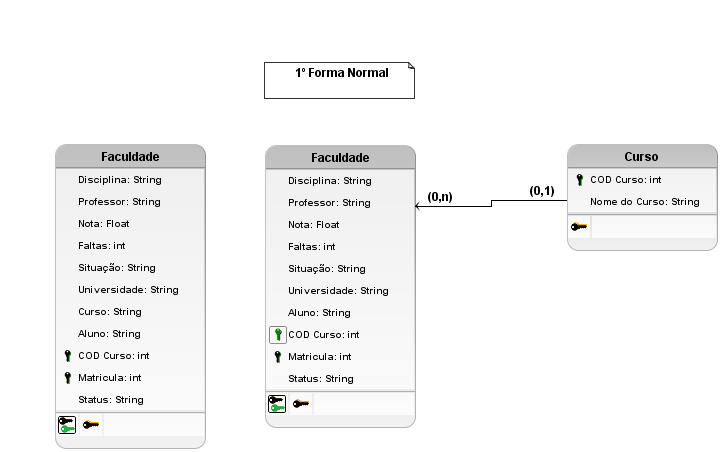 1º Forma Normal
Faculdade
Disciplina: String
Professor: String
Nota: Float
Faltas: int
Situação: String
Universidade: String
Curso: String
Aluno: String
COD Curso: int
Matricula: int
Status: String
Faculdade
Disciplina: String
Professor: String
Nota: Float
Faltas: int
Situação: String
Universidade: String
Aluno: String
COD Curso: int
Matricula: int
Status: String
(0,n)
(0,1)
Curso
COD Curso: int
Nome do Curso: String